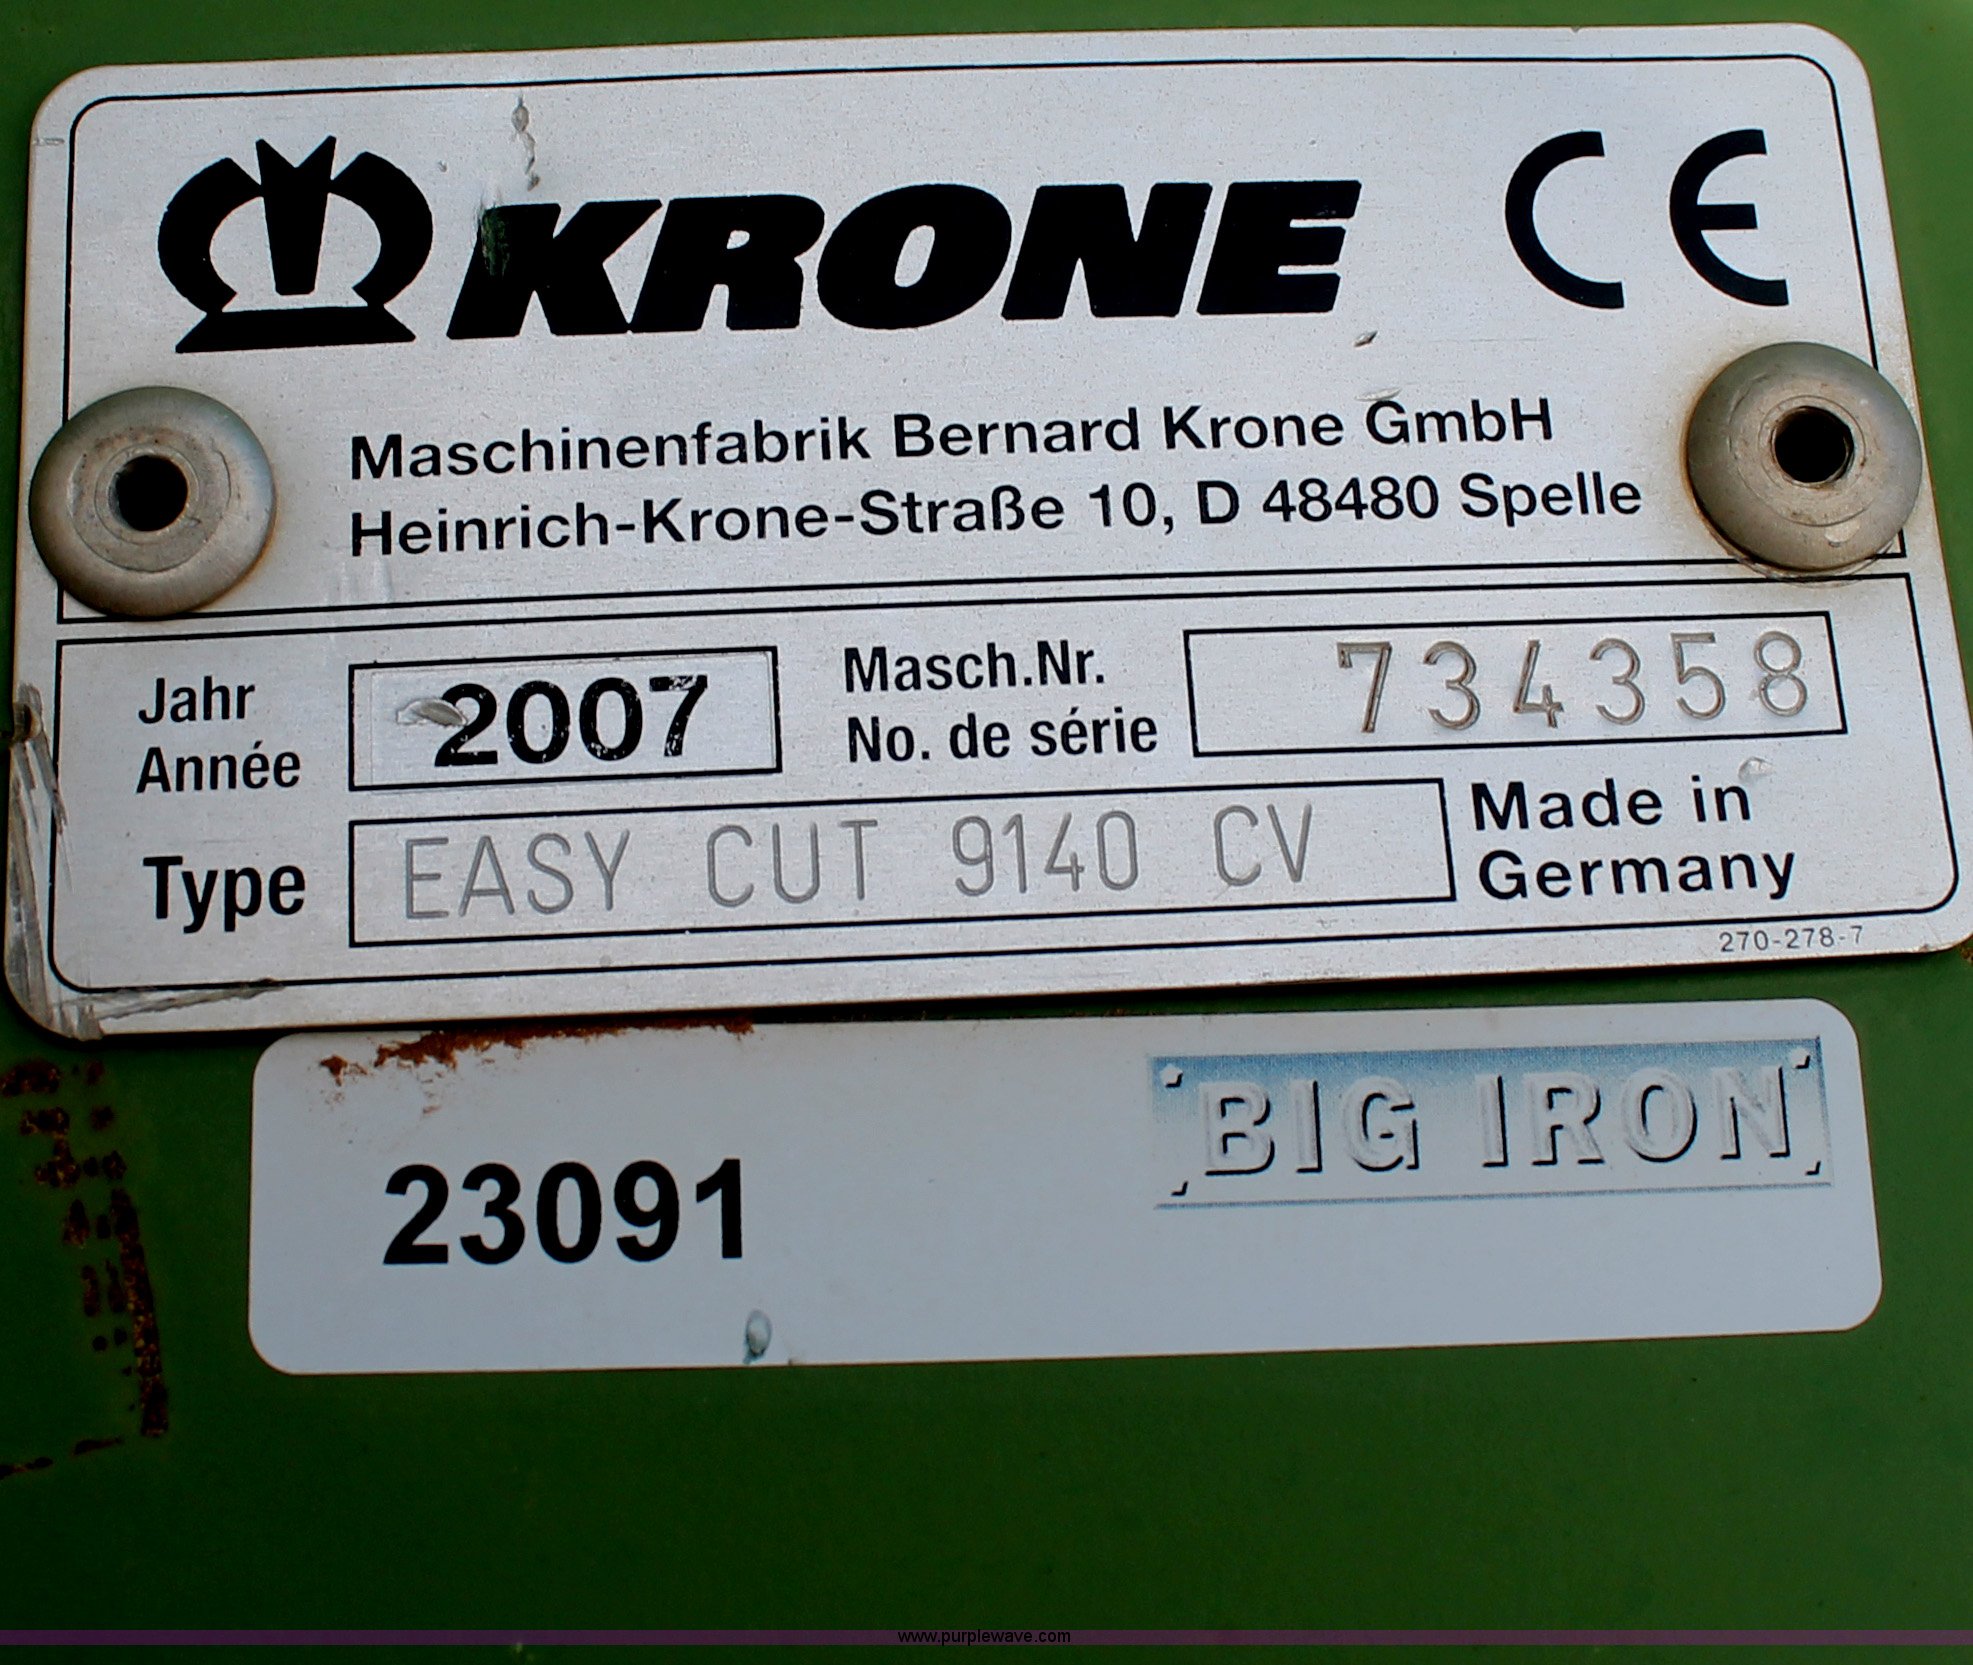 KRONE CE
Maschinenfabrik Bernard Krone GmbH
Heinrich-Krone-Straße 10, D 48480 Spelle
Jahr
Année
2007
Masch.Nr.
No. de série
734358
Type
EASY CUT 9140 CV
Made in
Germany
270-278-7
BIG IRON
23091
www.purplewave.com